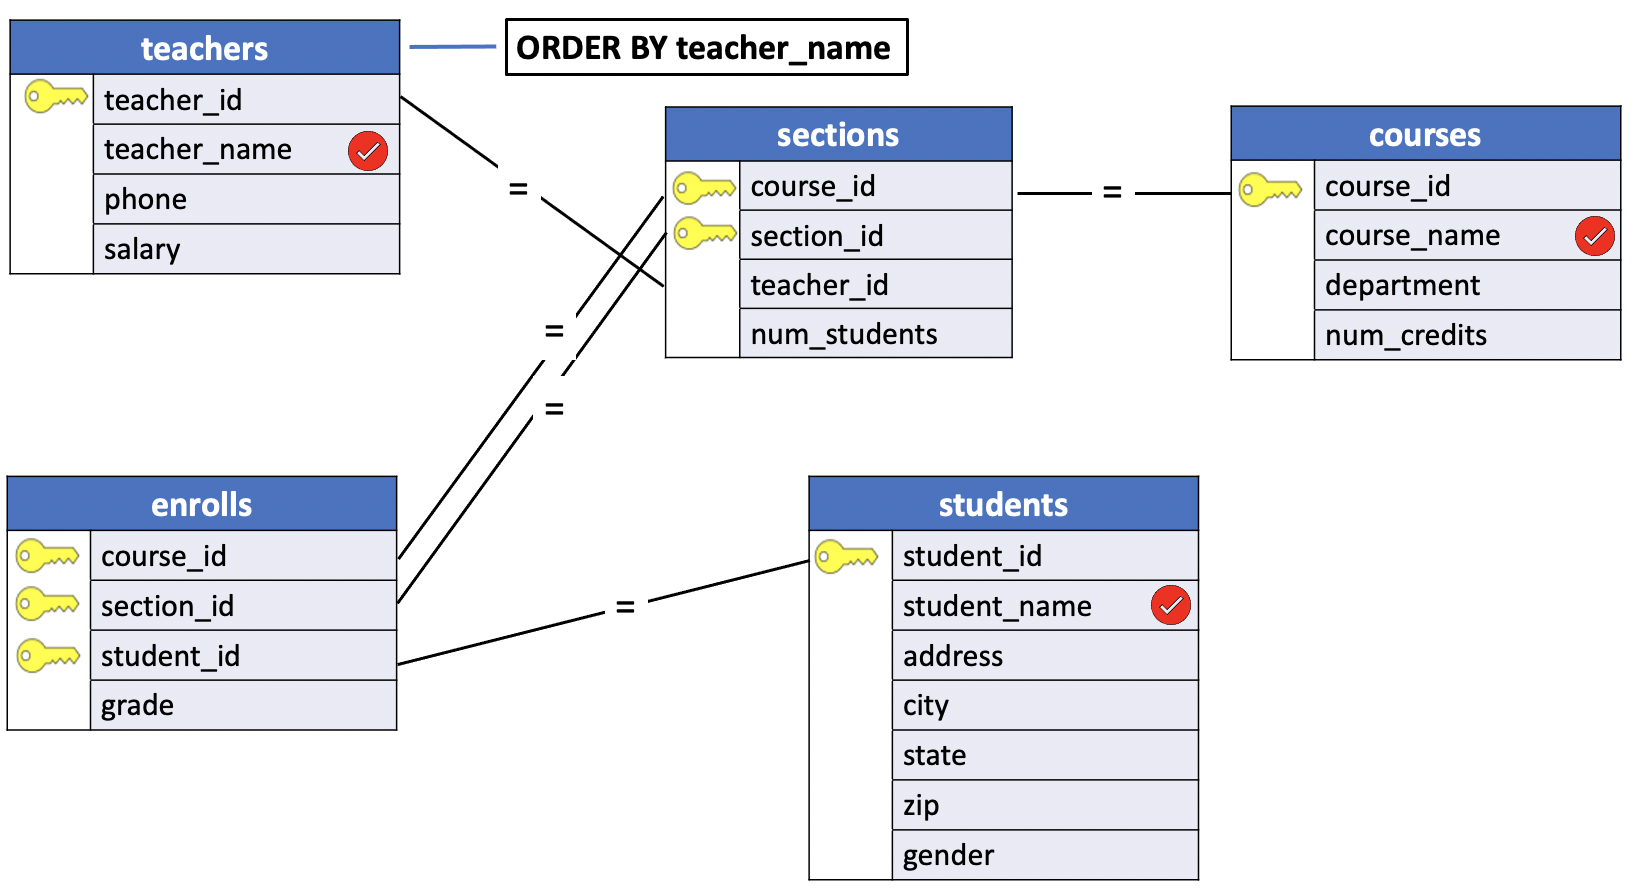 teachers
ORDER BY teacher_name
teacher_id
teacher_name
phone
salary
=
sections
course_id
section_id
teacher_id
num_students
=
courses
course_id
course_name
department
num_credits
=
=
enrolls
course_id
section_id
student_id
grade
=
students
student_id
student_name
address
city
state
zip
gender